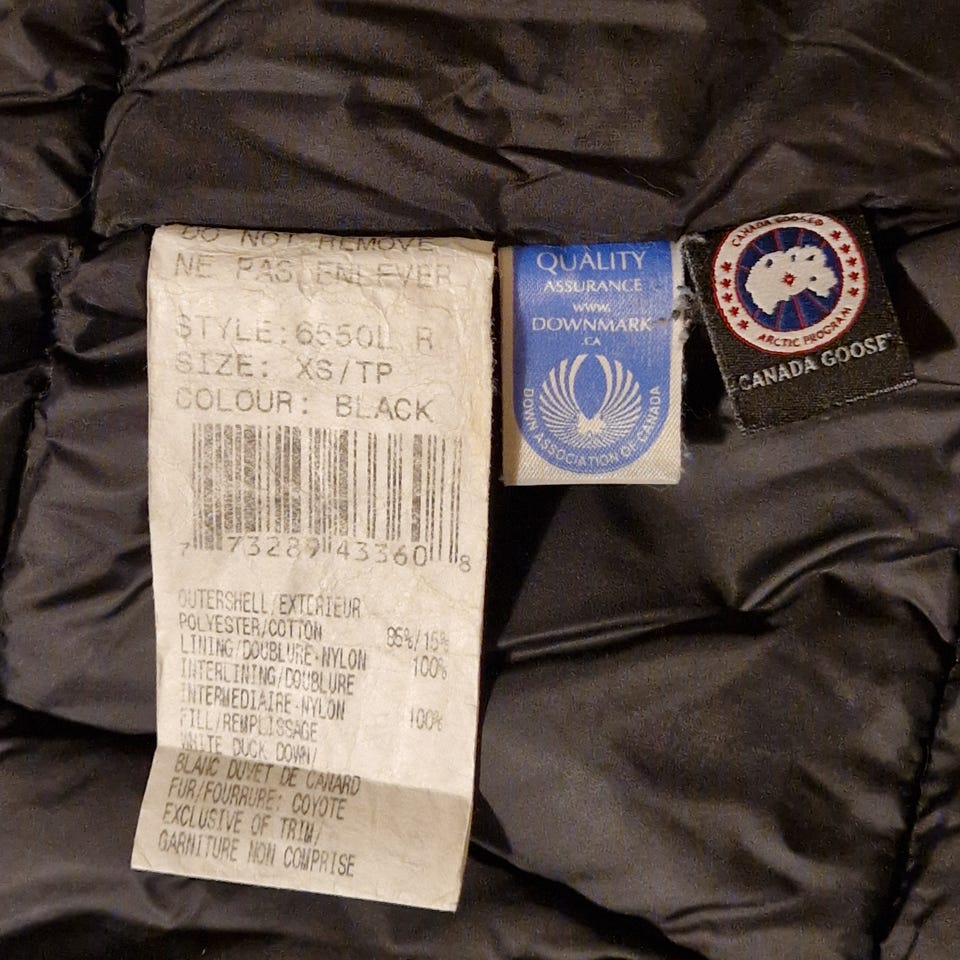 DO NOT REMOVE
NE PAS ENLEVER
STYLE: 6550L R
SIZE: XS/TP
COLOUR: BLACK
7 73289 43360 8
OUTERSHELL/EXTERIEUR
POLYESTER/COTTON 85%/15%
LINING/DOUBLURE-NYLON 100%
INTERLINING/DOUBLURE
INTERMEDIAIRE-NYLON 100%
FILL/REMPLISSAGE
WHITE DUCK DOWN/
BLANC DUVET DE CANARD
FUR/FOURRURE: COYOTE
EXCLUSIVE OF TRIM/
GARNITURE NON COMPRISE
QUALITY
ASSURANCE
www.
DOWNMARK
.CA
DOWN ASSOCIATION OF CANADA
CANADA GOOSE®
ARCTIC PROGRAM
CANADA GOOSE